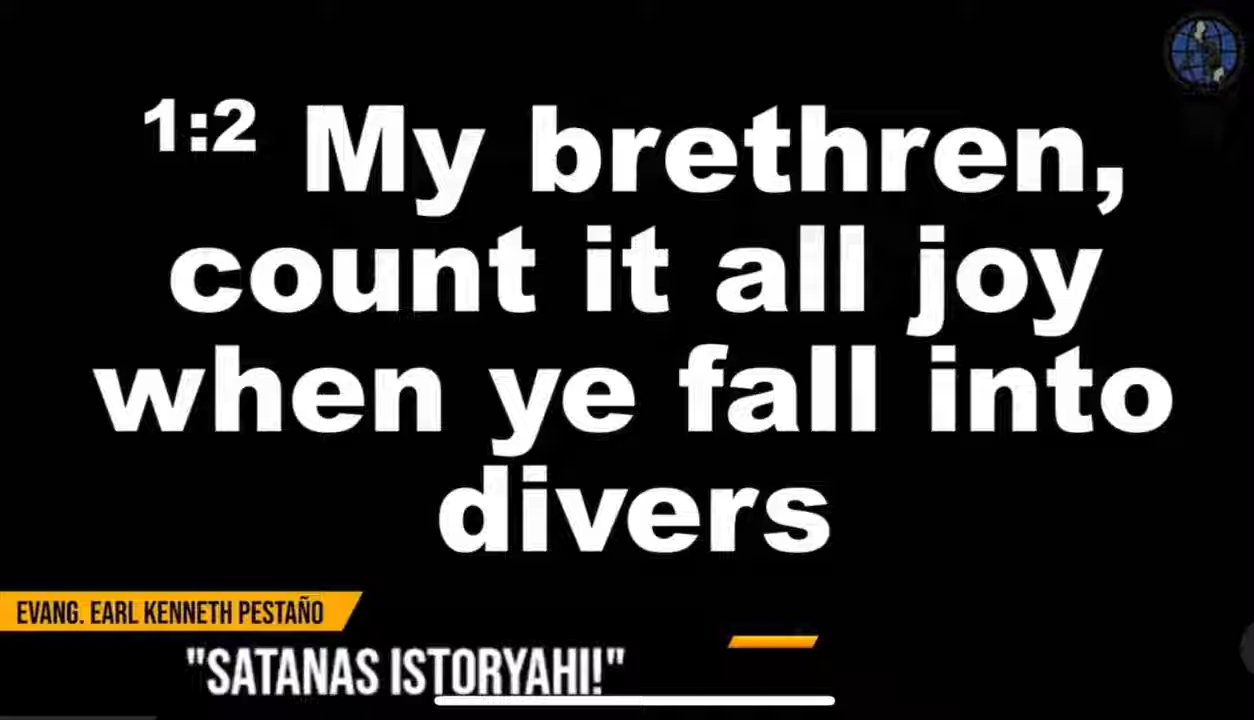 1:2 My brethren,
count it all joy
when ye fall into
divers
EVANG. EARL KENNETH PESTAÑO
"SATANAS ISTORYAHI!"